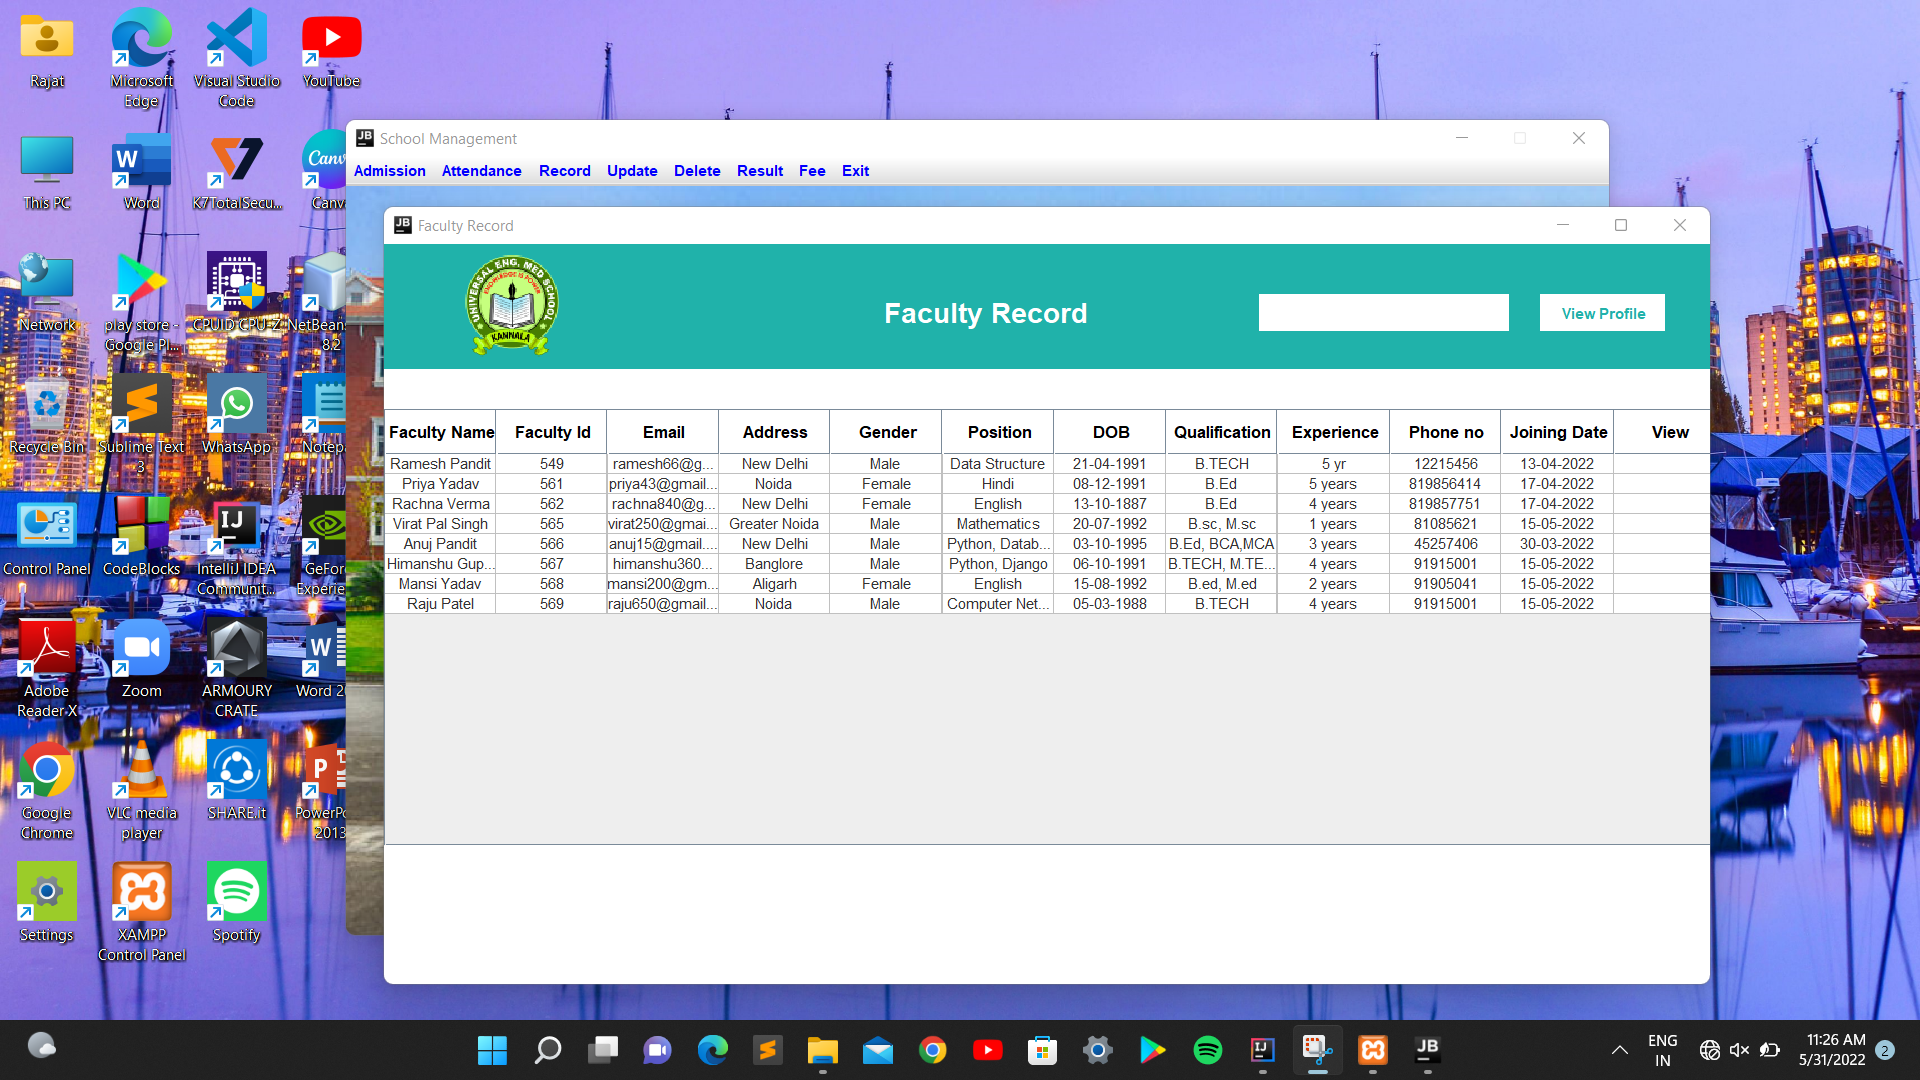 Rajat
Microsoft Edge
Visual Studio Code
YouTube
This PC
Word
K7TotalSecu...
Network
play store - Google Pl...
CPUID CPU-Z
NetBeans 8.2
Recycle Bin
Sublime Text 3
WhatsApp
Control Panel
CodeBlocks
IntelliJ IDEA Communit...
Adobe Reader X
Zoom
ARMOURY CRATE
Google Chrome
VLC media player
SHARE.it
Settings
XAMPP Control Panel
Spotify
School Management
Admission Attendance Record Update Delete Result Fee Exit
Faculty Record
UNIVERSAL ENG. MED SCHOOL
KNOWLEDGE IS POWER
KANNALA
Faculty Record
View Profile
Faculty Name Faculty Id Email Address Gender Position DOB Qualification Experience Phone no Joining Date View
Ramesh Pandit 549 ramesh66@g... New Delhi Male Data Structure 21-04-1991 B.TECH 5 yr 12215456 13-04-2022
Priya Yadav 561 priya43@gmail... Noida Female Hindi 08-12-1991 B.Ed 5 years 819856414 17-04-2022
Rachna Verma 562 rachna840@g... New Delhi Female English 13-10-1887 B.Ed 4 years 819857751 17-04-2022
Virat Pal Singh 565 virat250@gmai... Greater Noida Male Mathematics 20-07-1992 B.sc, M.sc 1 years 81085621 15-05-2022
Anuj Pandit 566 anuj15@gmail.... New Delhi Male Python, Datab... 03-10-1995 B.Ed, BCA,MCA 3 years 45257406 30-03-2022
Himanshu Gup... 567 himanshu360... Banglore Male Python, Django 06-10-1991 B.TECH, M.TE... 4 years 91915001 15-05-2022
Mansi Yadav 568 mansi200@gm... Aligarh Female English 15-08-1992 B.ed, M.ed 2 years 91905041 15-05-2022
Raju Patel 569 raju650@gmail... Noida Male Computer Net... 05-03-1988 B.TECH 4 years 91915001 15-05-2022
ENG
IN
11:26 AM
5/31/2022
2